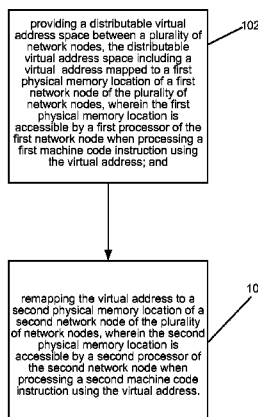 providing a distributable virtual
address space between a plurality of
network nodes, the distributable
virtual address space including a
virtual address mapped to a first
physical memory location of a first
network node of the plurality of
network nodes, wherein the first
physical memory location is
accessible by a first processor of the
first network node when processing a
first machine code instruction using
the virtual address; and
102
remapping the virtual address to a
second physical memory location of a
second network node of the plurality
of network nodes, wherein the second
physical memory location is
accessible by a second processor of
the second network node when
processing a second machine code
instruction using the virtual address.
10